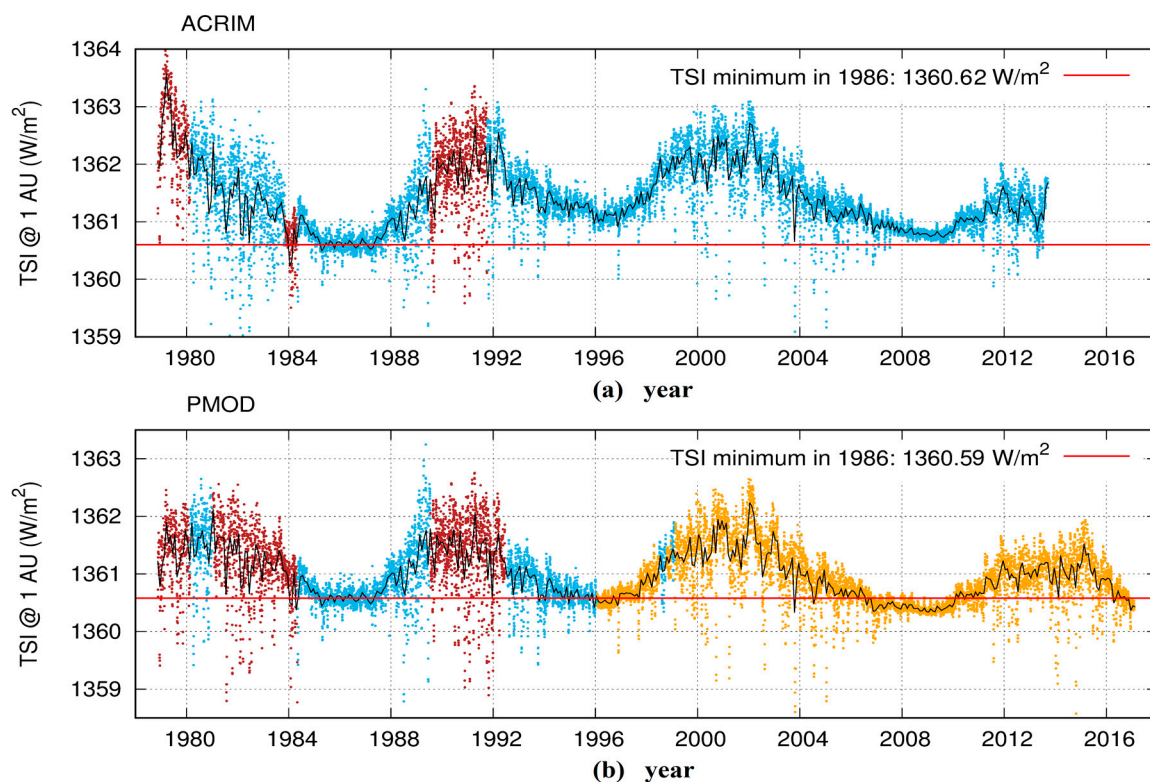 ACRIM
TSI minimum in 1986: 1360.62 W/m²
TSI @ 1 AU (W/m²)
1364
1363
1362
1361
1360
1359
1980 1984 1988 1992 1996 2000 2004 2008 2012 2016
(a) year
PMOD
TSI minimum in 1986: 1360.59 W/m²
TSI @ 1 AU (W/m²)
1363
1362
1361
1360
1359
1980 1984 1988 1992 1996 2000 2004 2008 2012 2016
(b) year